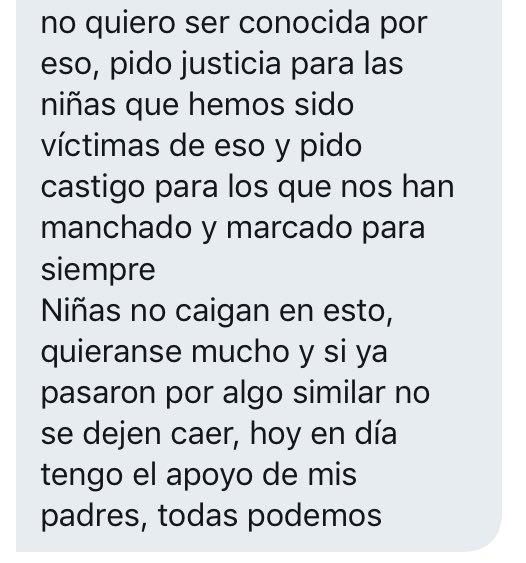 no quiero ser conocida por
eso, pido justicia para las
niñas que hemos sido
víctimas de eso y pido
castigo para los que nos han
manchado y marcado para
siempre
Niñas no caigan en esto,
quieranse mucho y si ya
pasaron por algo similar no
se dejen caer, hoy en día
tengo el apoyo de mis
padres, todas podemos